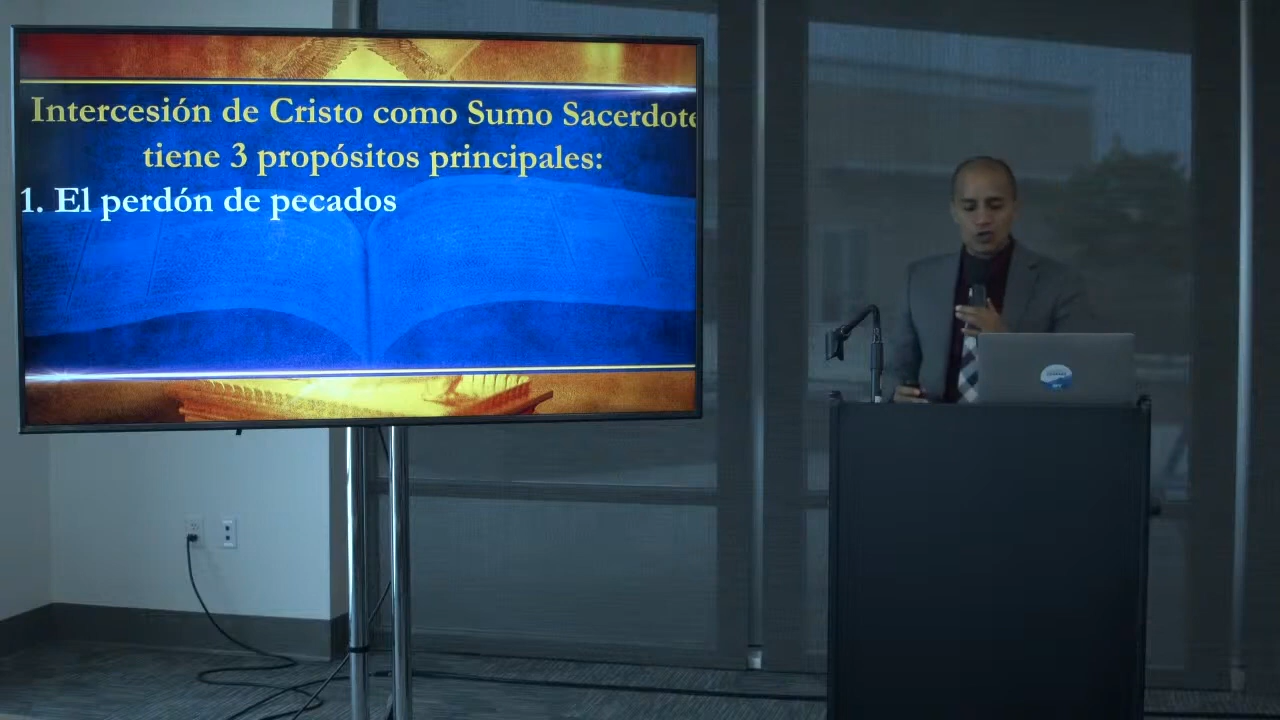 Intercesión de Cristo como Sumo Sacerdote
tiene 3 propósitos principales:
1. El perdón de pecados